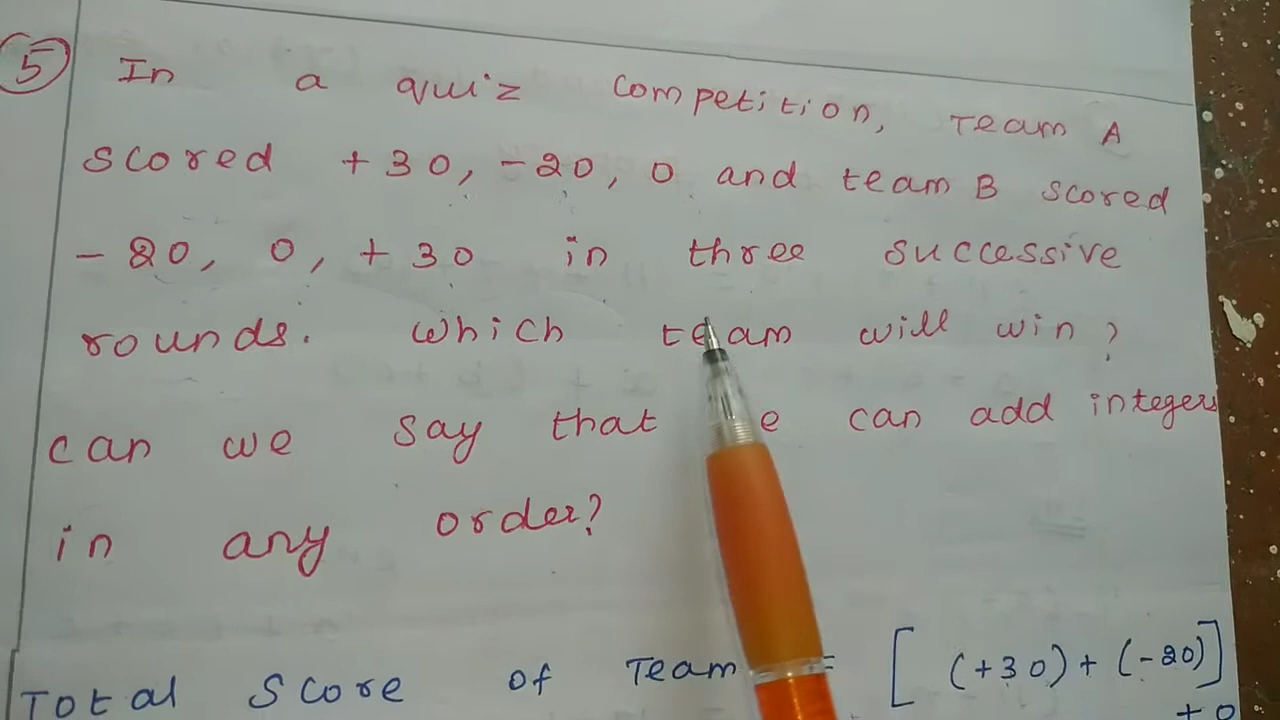 5 In a quiz competition, Team A
scored +30, -20, 0 and team B scored
-20, 0, +30 in three successive
rounds. which team will win?
can we say that e can add integers
in any order?
Total Score of Team = [ (+30) + (-20) ]
+ 0